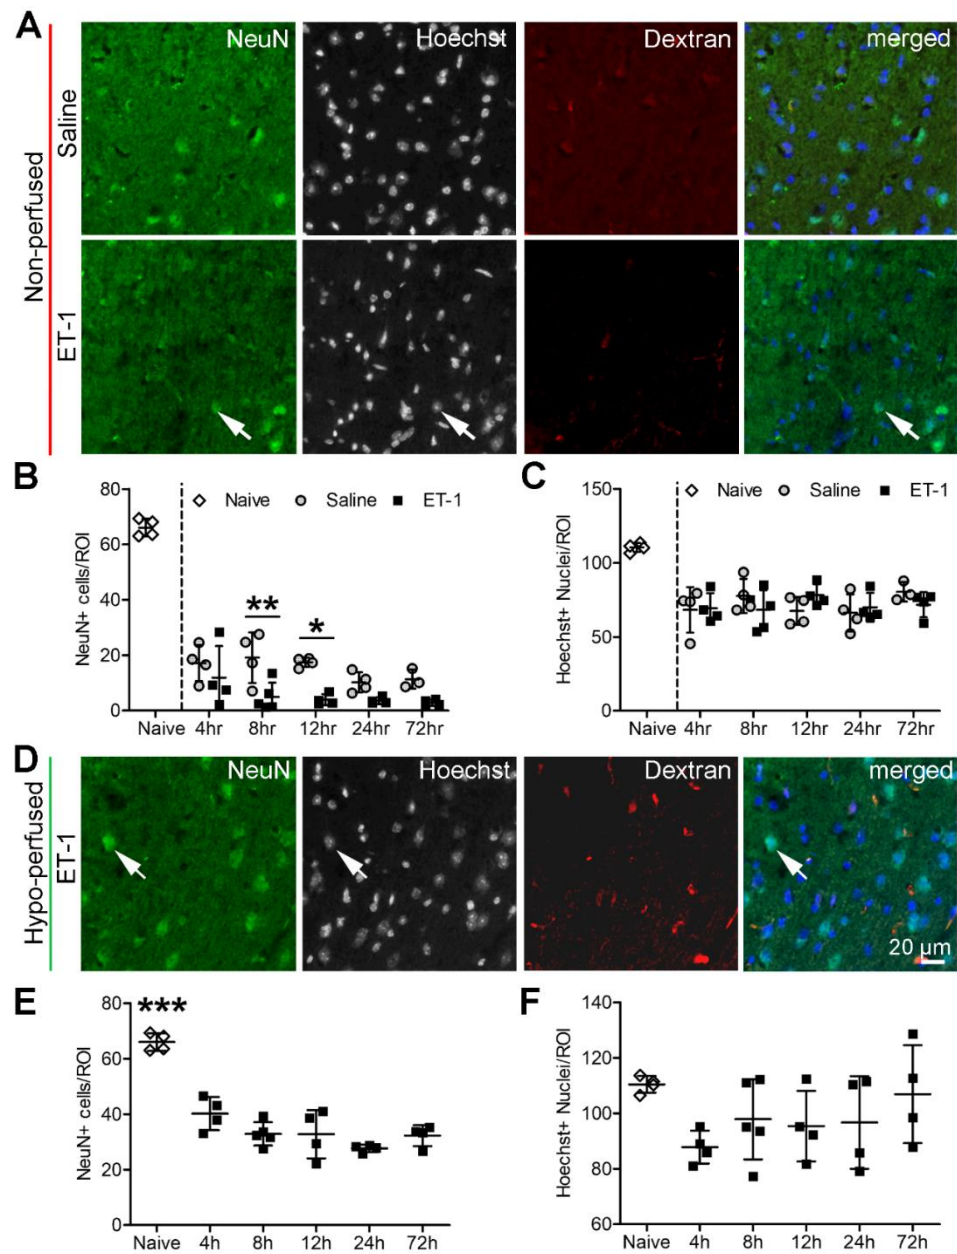 A
NeuN
Hoechst
Dextran
merged
Non-perfused
Saline
ET-1
B
80
60
40
20
0
NeuN+ cells/ROI
Naive
Saline
ET-1
**
*
Naive
4hr
8hr
12hr
24hr
72hr
C
150
100
50
0
Hoechst+ Nuclei/ROI
Naive
Saline
ET-1
Naive
4hr
8hr
12hr
24hr
72hr
D
NeuN
Hoechst
Dextran
merged
Hypo-perfused
ET-1
20 µm
E
80
60
40
20
0
NeuN+ cells/ROI
***
Naive
4h
8h
12h
24h
72h
F
140
120
100
80
60
Hoechst+ Nuclei/ROI
Naive
4h
8h
12h
24h
72h